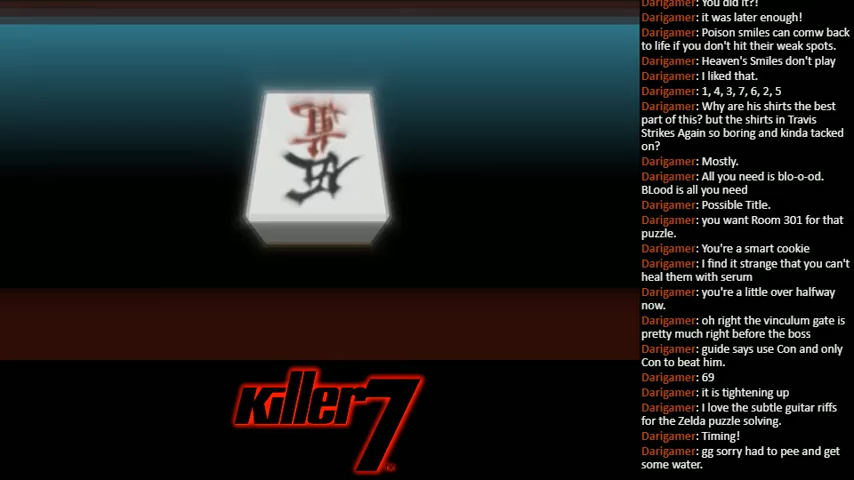 伍
萬
killer7
Darigamer: You did it?!
Darigamer: it was later enough!
Darigamer: Poison smiles can comw back
to life if you don't hit their weak spots.
Darigamer: Heaven's Smiles don't play
Darigamer: I liked that.
Darigamer: 1, 4, 3, 7, 6, 2, 5
Darigamer: Why are his shirts the best
part of this? but the shirts in Travis
Strikes Again so boring and kinda tacked
on?
Darigamer: Mostly.
Darigamer: All you need is blo-o-od.
BLood is all you need
Darigamer: Possible Title.
Darigamer: you want Room 301 for that
puzzle.
Darigamer: You're a smart cookie
Darigamer: I find it strange that you can't
heal them with serum
Darigamer: you're a little over halfway
now.
Darigamer: oh right the vinculum gate is
pretty much right before the boss
Darigamer: guide says use Con and only
Con to beat him.
Darigamer: 69
Darigamer: it is tightening up
Darigamer: I love the subtle guitar riffs
for the Zelda puzzle solving.
Darigamer: Timing!
Darigamer: gg sorry had to pee and get
some water.